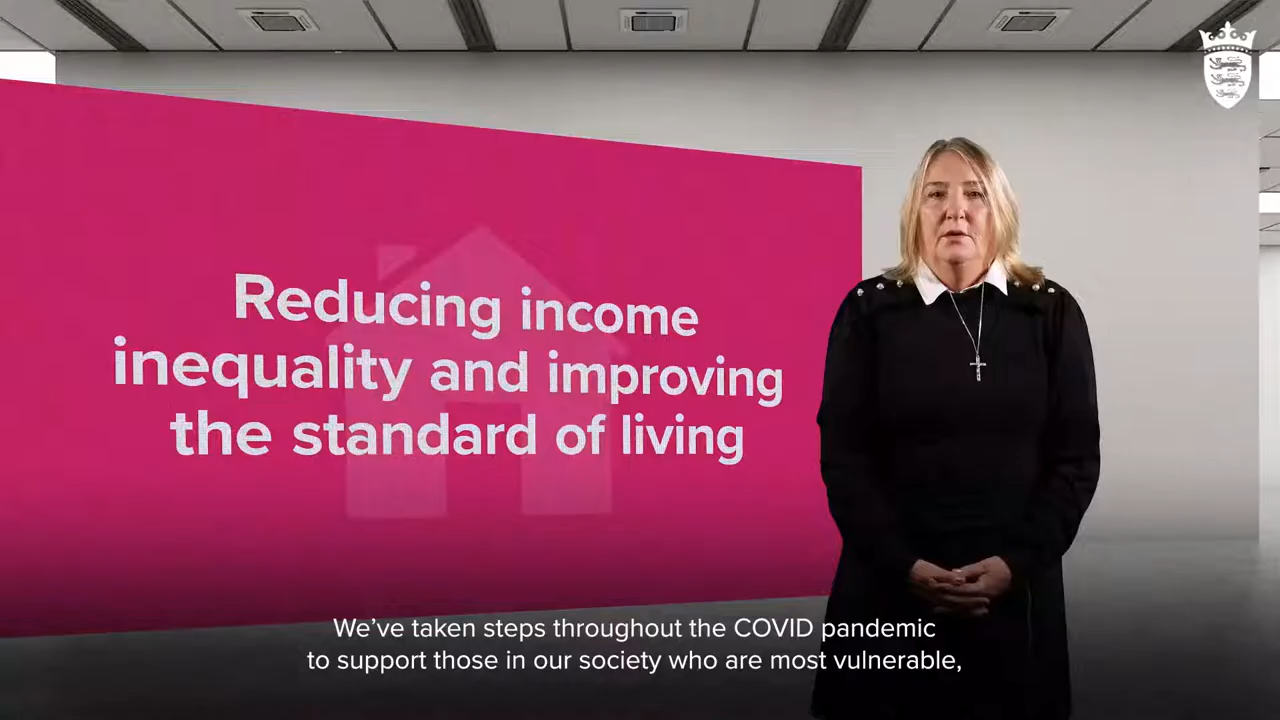 Reducing income
inequality and improving
the standard of living
We’ve taken steps throughout the COVID pandemic
to support those in our society who are most vulnerable,